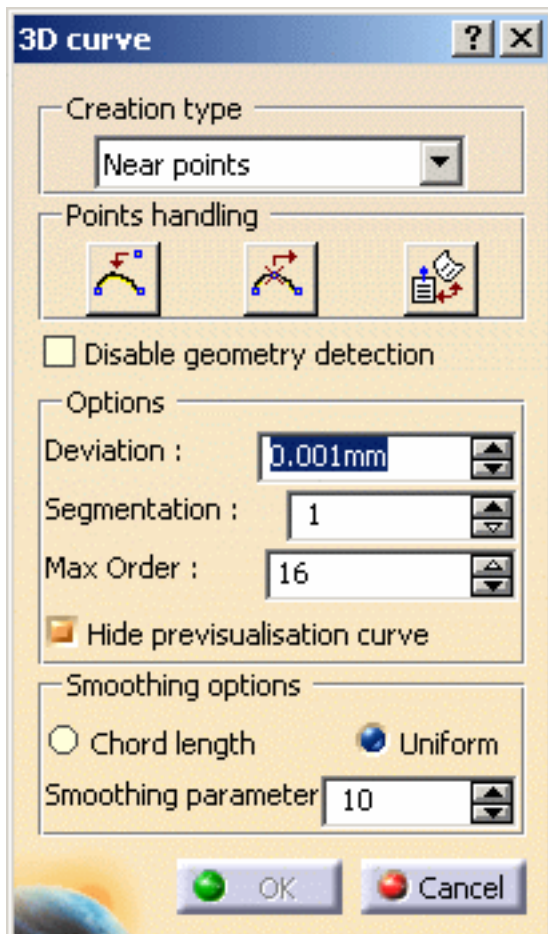 3D curve
Creation type
Near points
Points handling
Disable geometry detection
Options
Deviation : 0.001mm
Segmentation : 1
Max Order : 16
Hide previsualisation curve
Smoothing options
Chord length Uniform
Smoothing parameter 10
OK Cancel